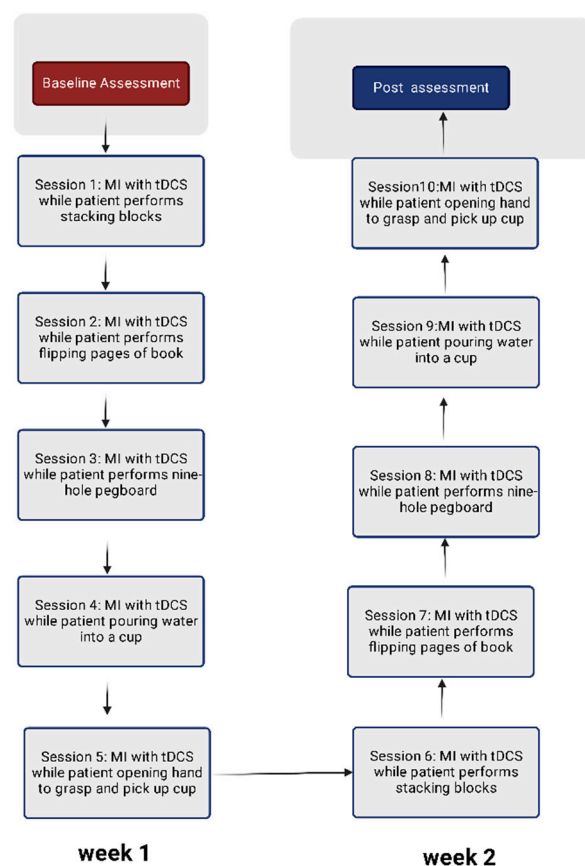 Baseline Assessment
Session 1: MI with tDCS
while patient performs
stacking blocks
Session 2: MI with tDCS
while patient performs
flipping pages of book
Session 3: MI with tDCS
while patient performs nine-
hole pegboard
Session 4: MI with tDCS
while patient pouring water
into a cup
Session 5: MI with tDCS
while patient opening hand
to grasp and pick up cup
week 1
Post assessment
Session10:MI with tDCS
while patient opening hand
to grasp and pick up cup
Session 9: MI with tDCS
while patient pouring water
into a cup
Session 8: MI with tDCS
while patient performs nine-
hole pegboard
Session 7: MI with tDCS
while patient performs
flipping pages of book
Session 6: MI with tDCS
while patient performs
stacking blocks
week 2